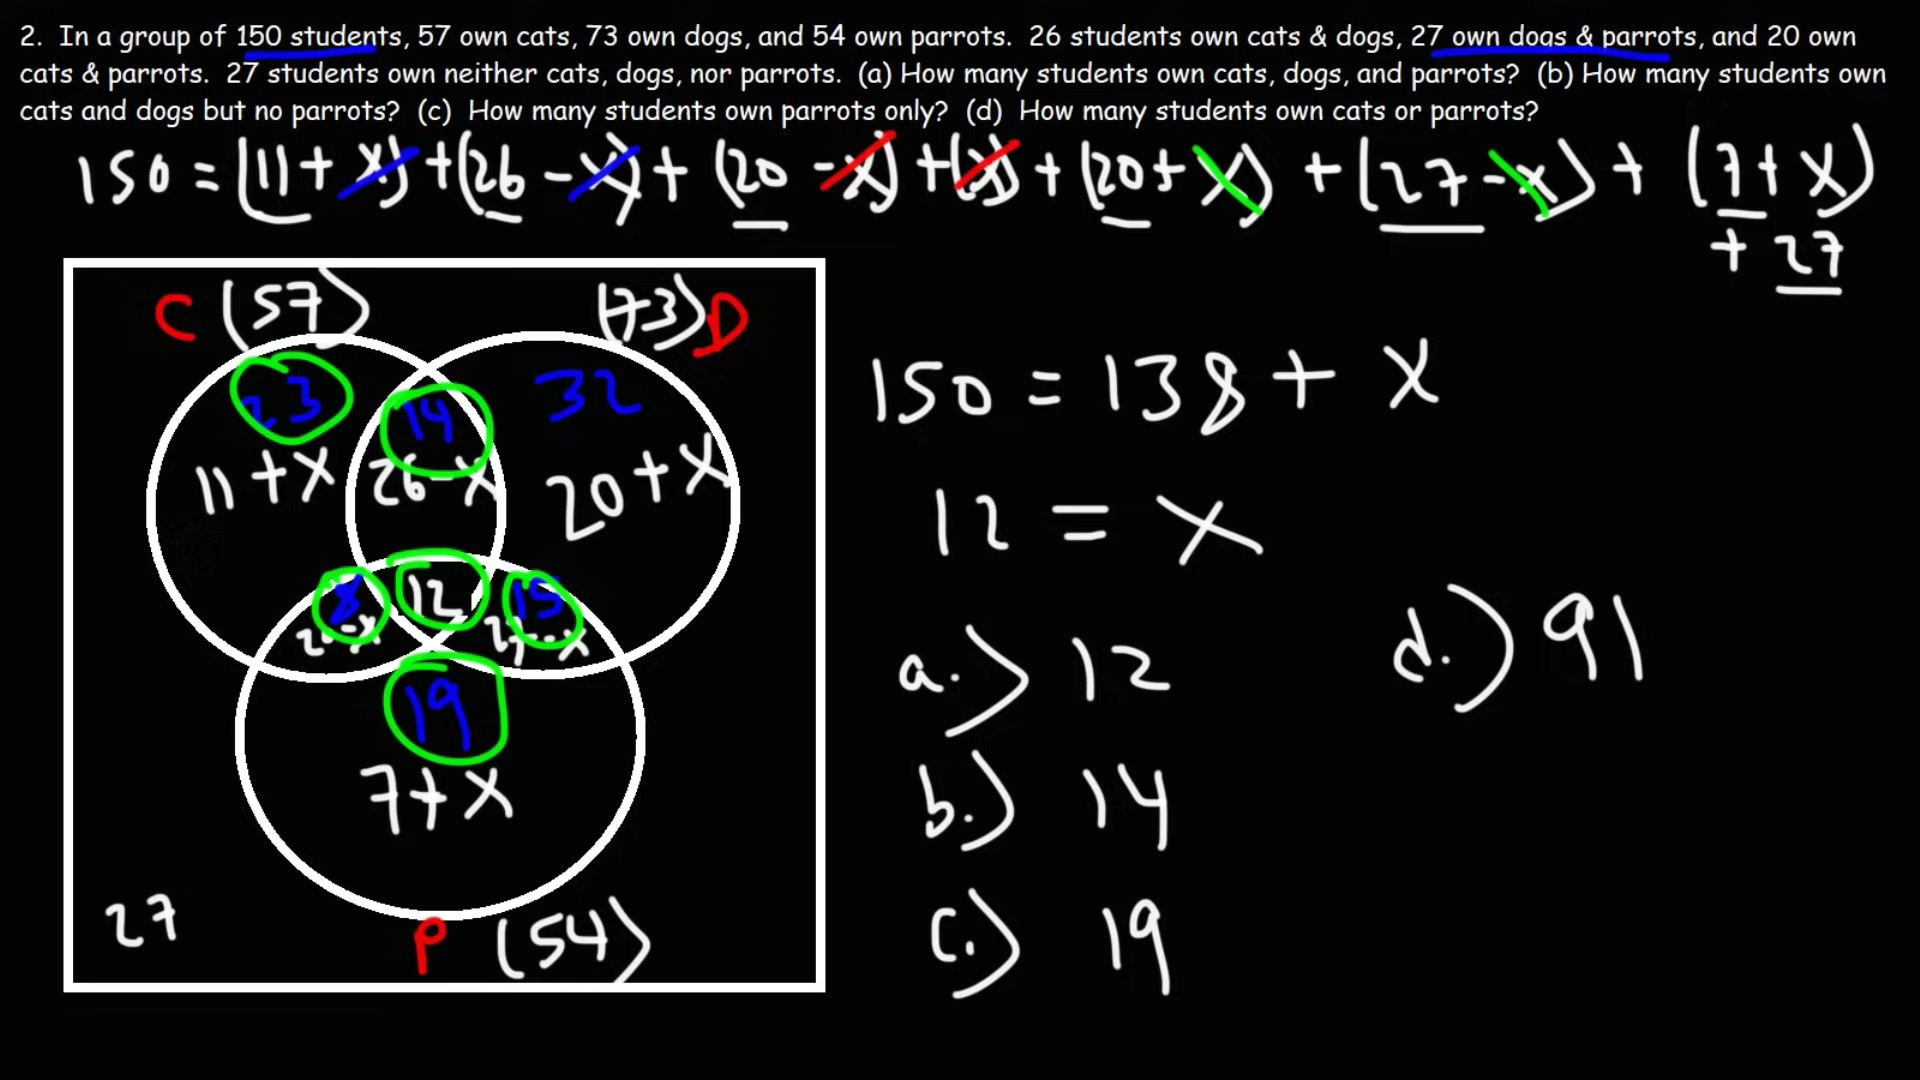 2. In a group of 150 students, 57 own cats, 73 own dogs, and 54 own parrots. 26 students own cats & dogs, 27 own dogs & parrots, and 20 own
cats & parrots. 27 students own neither cats, dogs, nor parrots. (a) How many students own cats, dogs, and parrots? (b) How many students own
cats and dogs but no parrots? (c) How many students own parrots only? (d) How many students own cats or parrots?
150 = (11 + x) + (26 - x) + (20 - x) + (x) + (20 + x) + (27 - x) + (7 + x)
+ 27
C (57) (73) D
23 14 32
11 + x 26 - x 20 + x
8 12 15
20 - x 27 - x
19
7 + x
27
P (54)
150 = 138 + x
12 = x
a.) 12
b.) 14
c.) 19
d.) 91